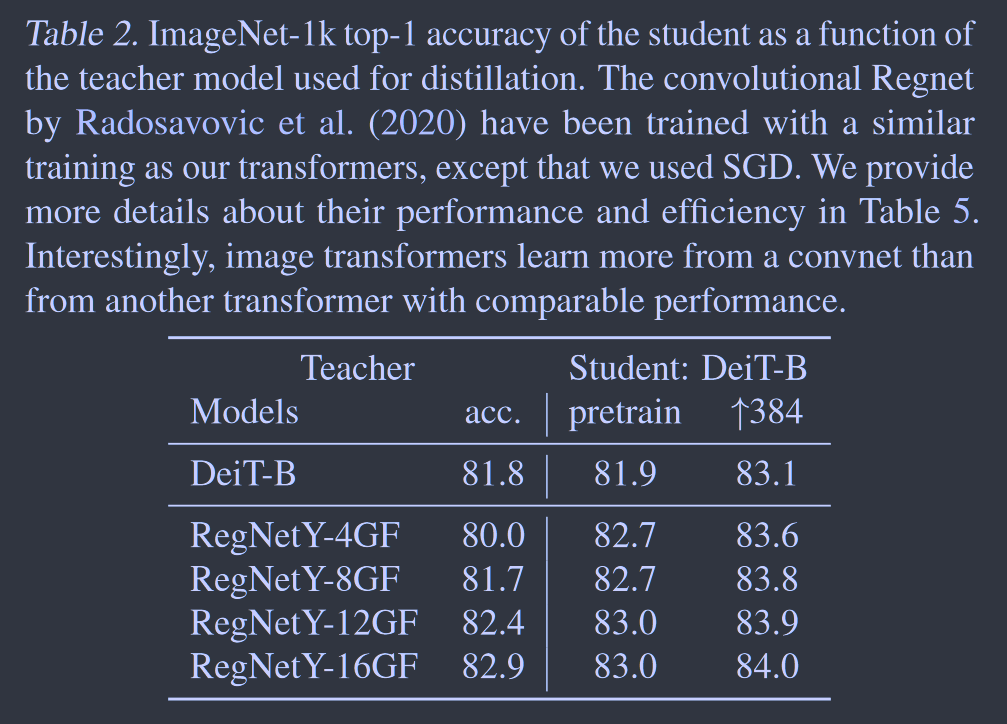 Table 2. ImageNet-1k top-1 accuracy of the student as a function of
the teacher model used for distillation. The convolutional Regnet
by Radosavovic et al. (2020) have been trained with a similar
training as our transformers, except that we used SGD. We provide
more details about their performance and efficiency in Table 5.
Interestingly, image transformers learn more from a convnet than
from another transformer with comparable performance.
Teacher Student: DeiT-B
Models acc. pretrain ↑384
DeiT-B 81.8 81.9 83.1
RegNetY-4GF 80.0 82.7 83.6
RegNetY-8GF 81.7 82.7 83.8
RegNetY-12GF 82.4 83.0 83.9
RegNetY-16GF 82.9 83.0 84.0